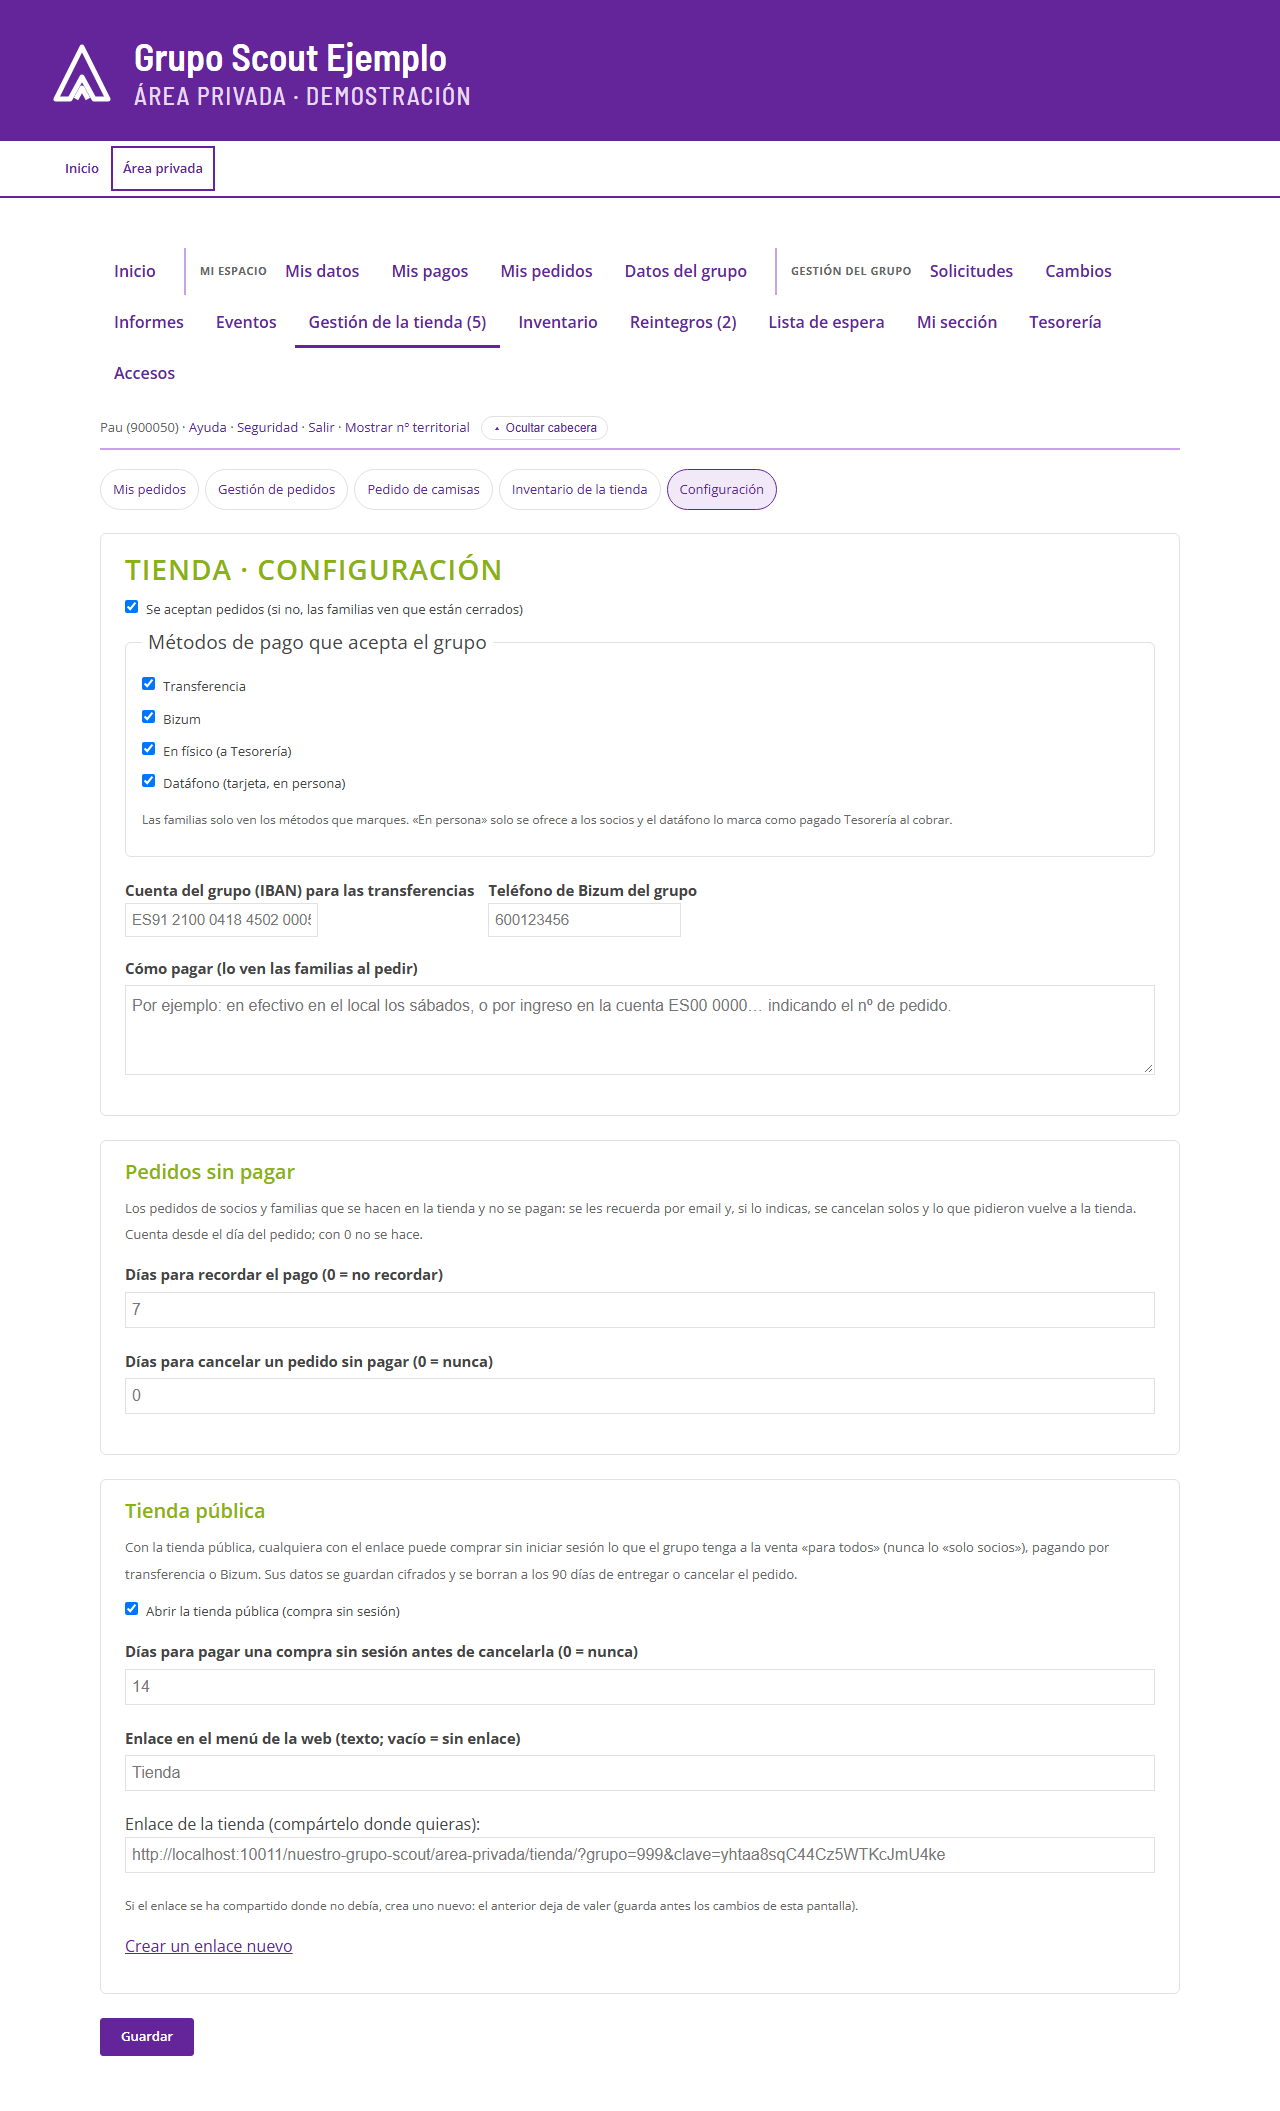 Grupo Scout Ejemplo
ÁREA PRIVADA · DEMOSTRACIÓN
Inicio Área privada
Inicio MI ESPACIO Mis datos Mis pagos Mis pedidos Datos del grupo GESTIÓN DEL GRUPO Solicitudes Cambios
Informes Eventos Gestión de la tienda (5) Inventario Reintegros (2) Lista de espera Mi sección Tesorería
Accesos
Pau (900050) · Ayuda · Seguridad · Salir · Mostrar nº territorial ▲ Ocultar cabecera
Mis pedidos Gestión de pedidos Pedido de camisas Inventario de la tienda Configuración
TIENDA · CONFIGURACIÓN
Se aceptan pedidos (si no, las familias ven que están cerrados)
Métodos de pago que acepta el grupo
Transferencia
Bizum
En físico (a Tesorería)
Datáfono (tarjeta, en persona)
Las familias solo ven los métodos que marques. «En persona» solo se ofrece a los socios y el datáfono lo marca como pagado Tesorería al cobrar.
Cuenta del grupo (IBAN) para las transferencias Teléfono de Bizum del grupo
ES91 2100 0418 4502 0005 600123456
Cómo pagar (lo ven las familias al pedir)
Por ejemplo: en efectivo en el local los sábados, o por ingreso en la cuenta ES00 0000… indicando el nº de pedido.
Pedidos sin pagar
Los pedidos de socios y familias que se hacen en la tienda y no se pagan: se les recuerda por email y, si lo indicas, se cancelan solos y lo que pidieron vuelve a la tienda.
Cuenta desde el día del pedido; con 0 no se hace.
Días para recordar el pago (0 = no recordar)
7
Días para cancelar un pedido sin pagar (0 = nunca)
0
Tienda pública
Con la tienda pública, cualquiera con el enlace puede comprar sin iniciar sesión lo que el grupo tenga a la venta «para todos» (nunca lo «solo socios»), pagando por
transferencia o Bizum. Sus datos se guardan cifrados y se borran a los 90 días de entregar o cancelar el pedido.
Abrir la tienda pública (compra sin sesión)
Días para pagar una compra sin sesión antes de cancelarla (0 = nunca)
14
Enlace en el menú de la web (texto; vacío = sin enlace)
Tienda
Enlace de la tienda (compártelo donde quieras):
http://localhost:10011/nuestro-grupo-scout/area-privada/tienda/?grupo=999&clave=yhtaa8sqC44Cz5WTKcJmU4ke
Si el enlace se ha compartido donde no debía, crea uno nuevo: el anterior deja de valer (guarda antes los cambios de esta pantalla).
Crear un enlace nuevo
Guardar